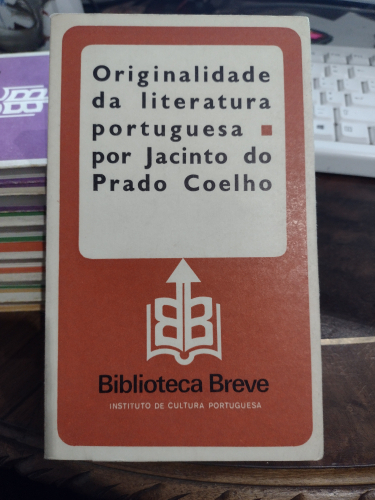 Originalidade
da literatura
portuguesa ▪
por Jacinto do
Prado Coelho
Biblioteca Breve
INSTITUTO DE CULTURA PORTUGUESA